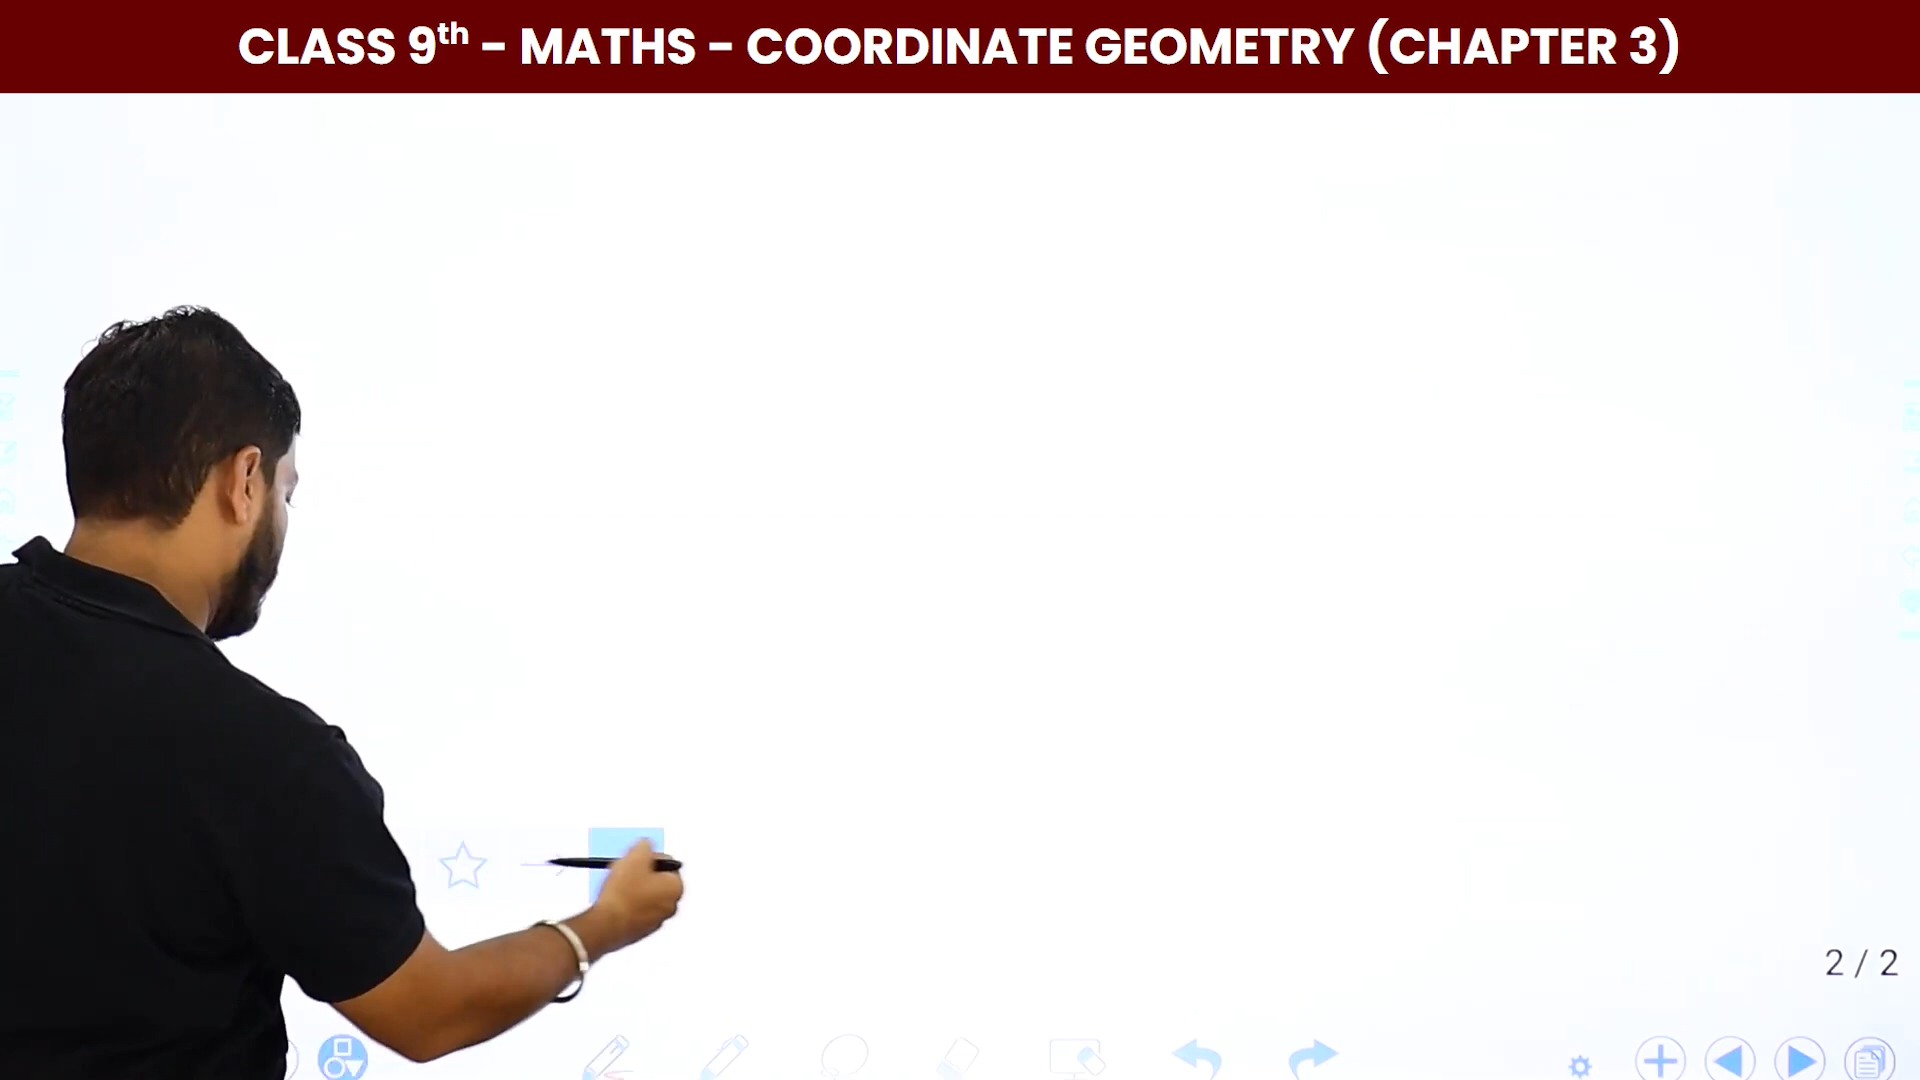 CLASS 9th - MATHS - COORDINATE GEOMETRY (CHAPTER 3)
2 / 2